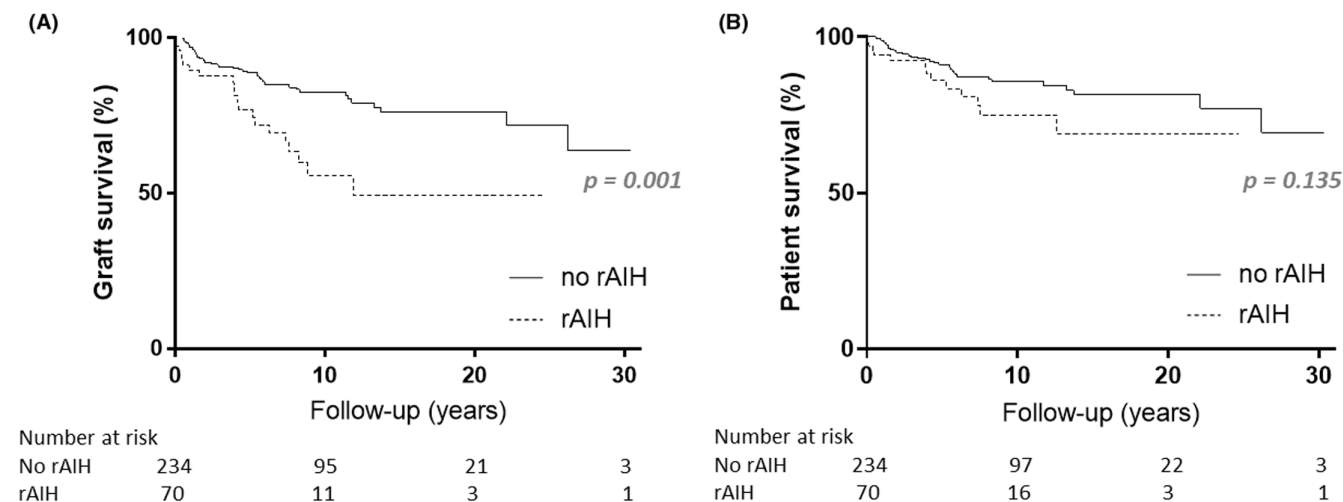 (A)
Graft survival (%)
100
50
0
p = 0.001
no rAIH
rAIH
0 10 20 30
Follow-up (years)
Number at risk
No rAIH 234 95 21 3
rAIH 70 11 3 1
(B)
Patient survival (%)
100
50
0
p = 0.135
no rAIH
rAIH
0 10 20 30
Follow-up (years)
Number at risk
No rAIH 234 97 22 3
rAIH 70 16 3 1